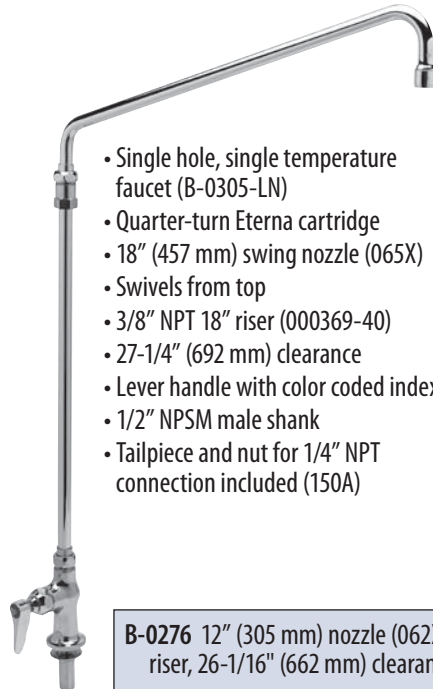 • Single hole, single temperature
faucet (B-0305-LN)
• Quarter-turn Eterna cartridge
• 18″ (457 mm) swing nozzle (065X)
• Swivels from top
• 3/8″ NPT 18″ riser (000369-40)
• 27-1/4″ (692 mm) clearance
• Lever handle with color coded index
• 1/2″ NPSM male shank
• Tailpiece and nut for 1/4″ NPT
connection included (150A)
B-0276 12″ (305 mm) nozzle (062X
riser, 26-1/16" (662 mm) clearan